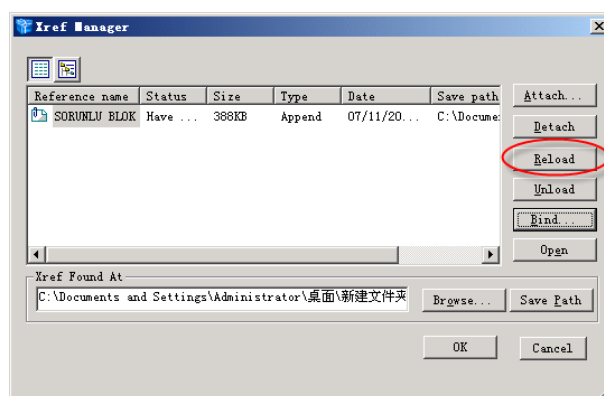 Xref Manager
Reference name Status Size Type Date Save path
SORUNLU BLOK Have ... 388KB Append 07/11/20... C:\Docume
Attach...
Detach
Reload
Unload
Bind...
Open
Xref Found At
C:\Documents and Settings\Administrator\桌面\新建文件夹
Browse...
Save Path
OK
Cancel